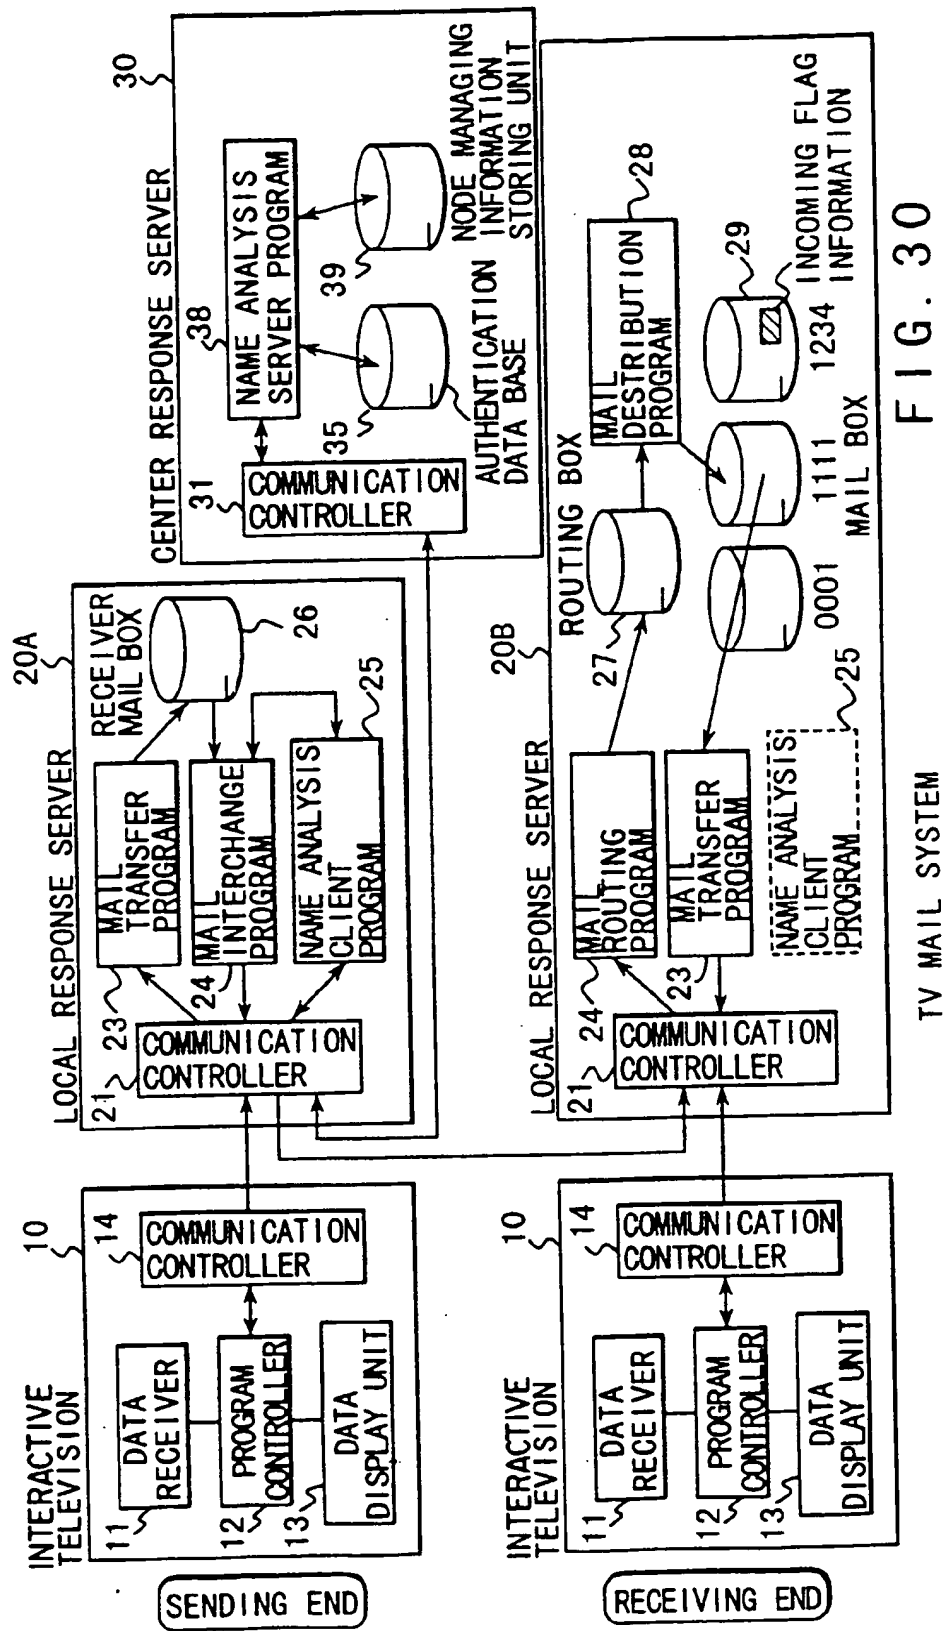 SENDING END
INTERACTIVE
TELEVISION
10
DATA
RECEIVER
11
PROGRAM
CONTROLLER
12
DATA
DISPLAY UNIT
13
14
COMMUNICATION
CONTROLLER
LOCAL RESPONSE SERVER
20A
21
COMMUNICATION
CONTROLLER
23
MAIL
TRANSFER
PROGRAM
24
MAIL
INTERCHANGE
PROGRAM
NAME ANALYSIS
CLIENT
PROGRAM
25
RECEIVER
MAIL BOX
26
CENTER RESPONSE SERVER
30
31
COMMUNICATION
CONTROLLER
38
NAME ANALYSIS
SERVER PROGRAM
35
AUTHENTICATION
DATA BASE
39
NODE MANAGING
INFORMATION
STORING UNIT
RECEIVING END
INTERACTIVE
TELEVISION
10
DATA
RECEIVER
11
PROGRAM
CONTROLLER
12
DATA
DISPLAY UNIT
13
14
COMMUNICATION
CONTROLLER
LOCAL RESPONSE SERVER
20B
21
COMMUNICATION
CONTROLLER
24
MAIL
ROUTING
PROGRAM
23
MAIL
TRANSFER
PROGRAM
NAME ANALYSIS
CLIENT
PROGRAM
25
ROUTING BOX
27
MAIL
DESTRIBUTION
PROGRAM
28
0001
1111
1234
MAIL BOX
29
INCOMING FLAG
INFORMATION
TV MAIL SYSTEM
FIG. 30